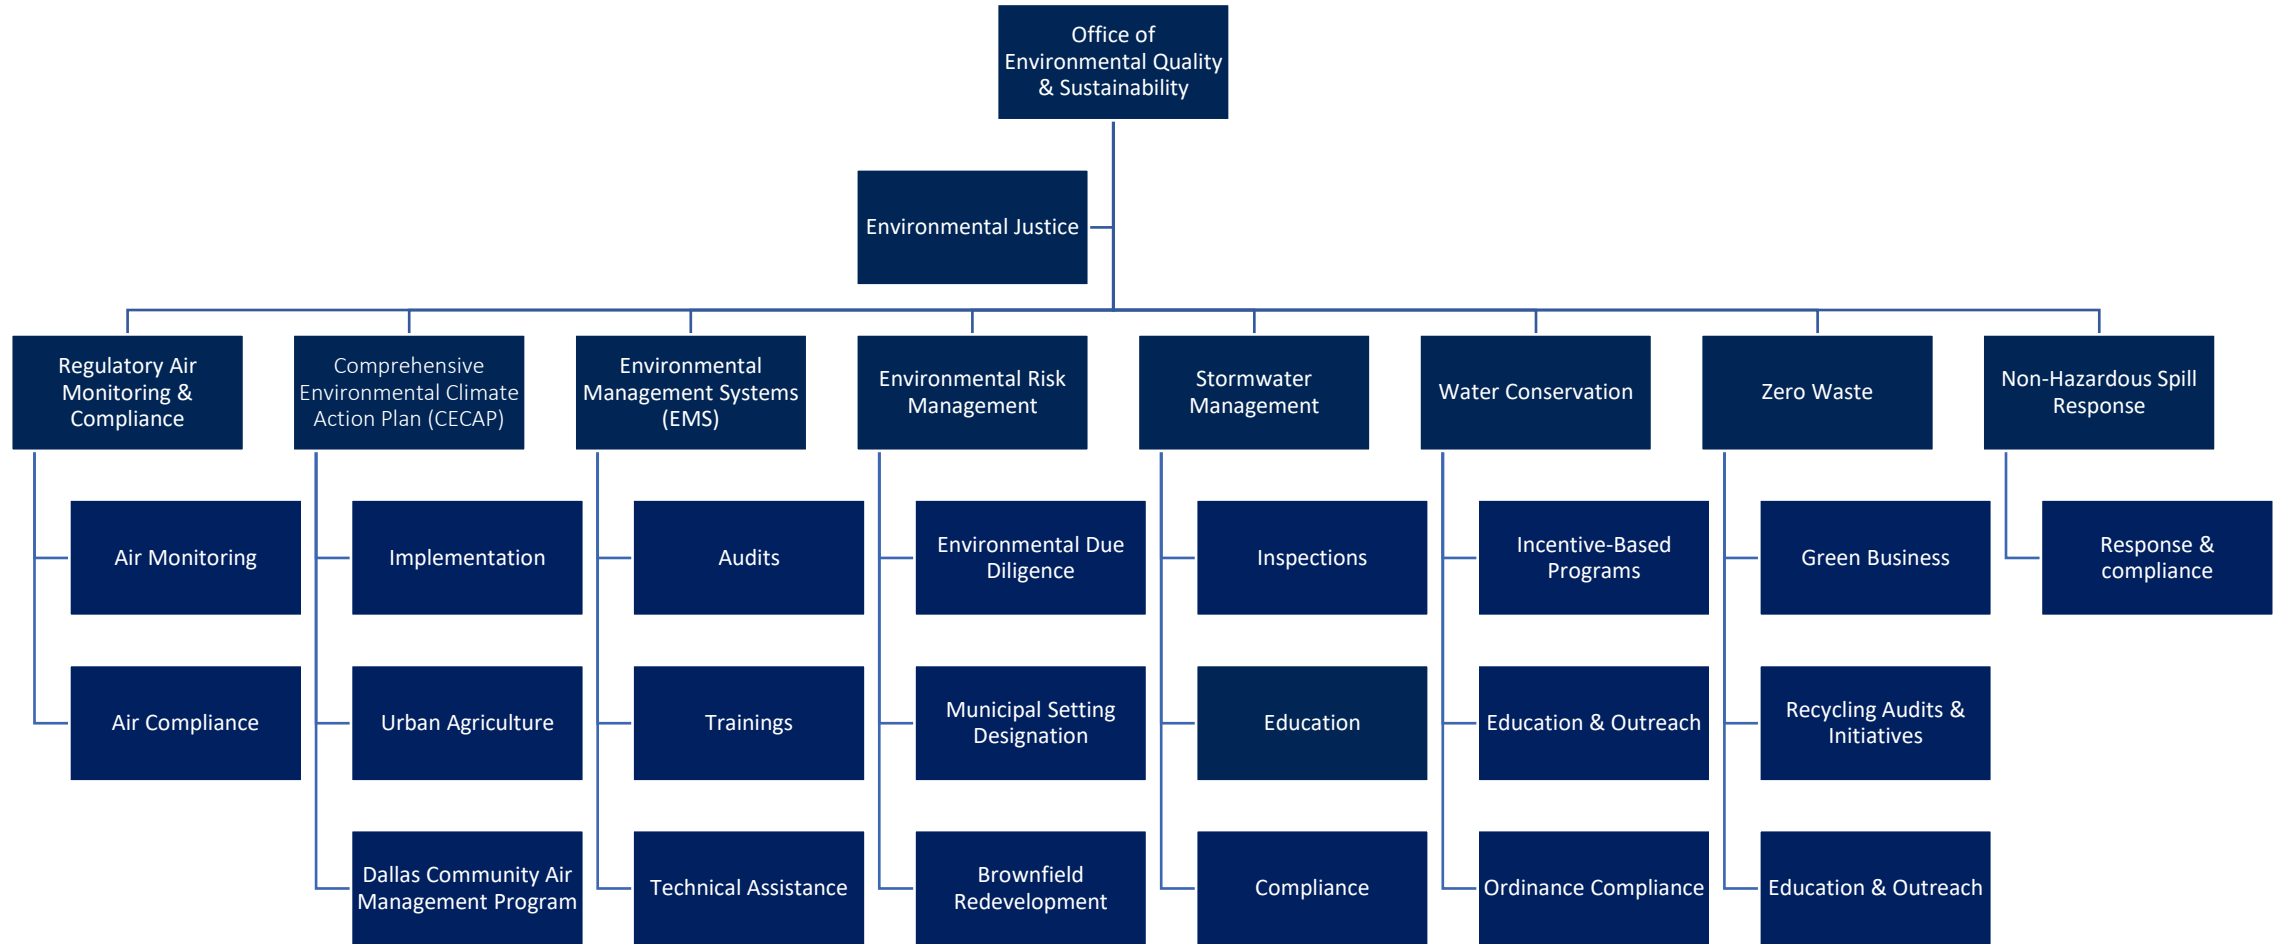 Office of
Environmental Quality
& Sustainability
Environmental Justice
Regulatory Air
Monitoring &
Compliance
Comprehensive
Environmental Climate
Action Plan (CECAP)
Environmental
Management Systems
(EMS)
Environmental Risk
Management
Stormwater
Management
Water Conservation
Zero Waste
Non-Hazardous Spill
Response
Air Monitoring
Implementation
Audits
Environmental Due
Diligence
Inspections
Incentive-Based
Programs
Green Business
Response &
compliance
Air Compliance
Urban Agriculture
Trainings
Municipal Setting
Designation
Education
Education & Outreach
Recycling Audits &
Initiatives
Dallas Community Air
Management Program
Technical Assistance
Brownfield
Redevelopment
Compliance
Ordinance Compliance
Education & Outreach